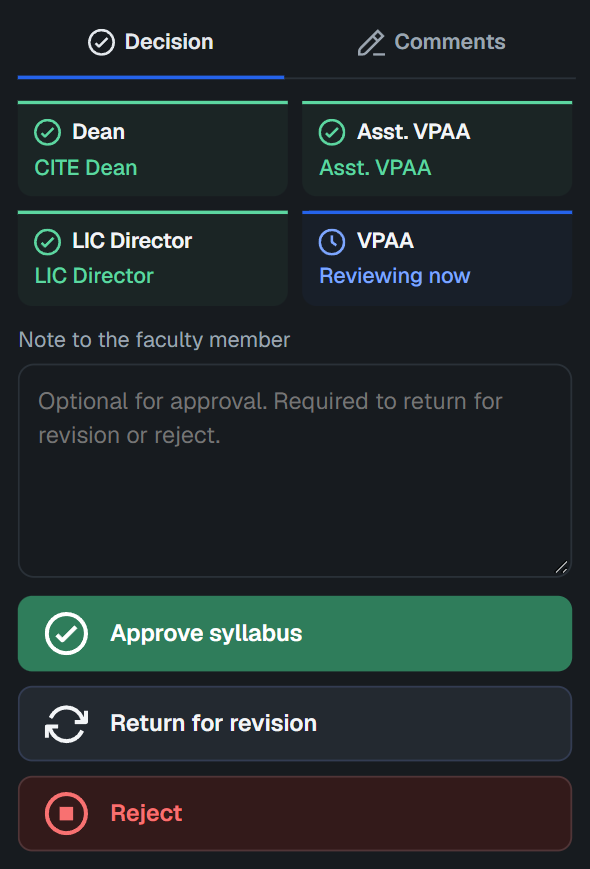 Decision
Comments
Dean
CITE Dean
Asst. VPAA
Asst. VPAA
LIC Director
LIC Director
VPAA
Reviewing now
Note to the faculty member
Optional for approval. Required to return for
revision or reject.
Approve syllabus
Return for revision
Reject